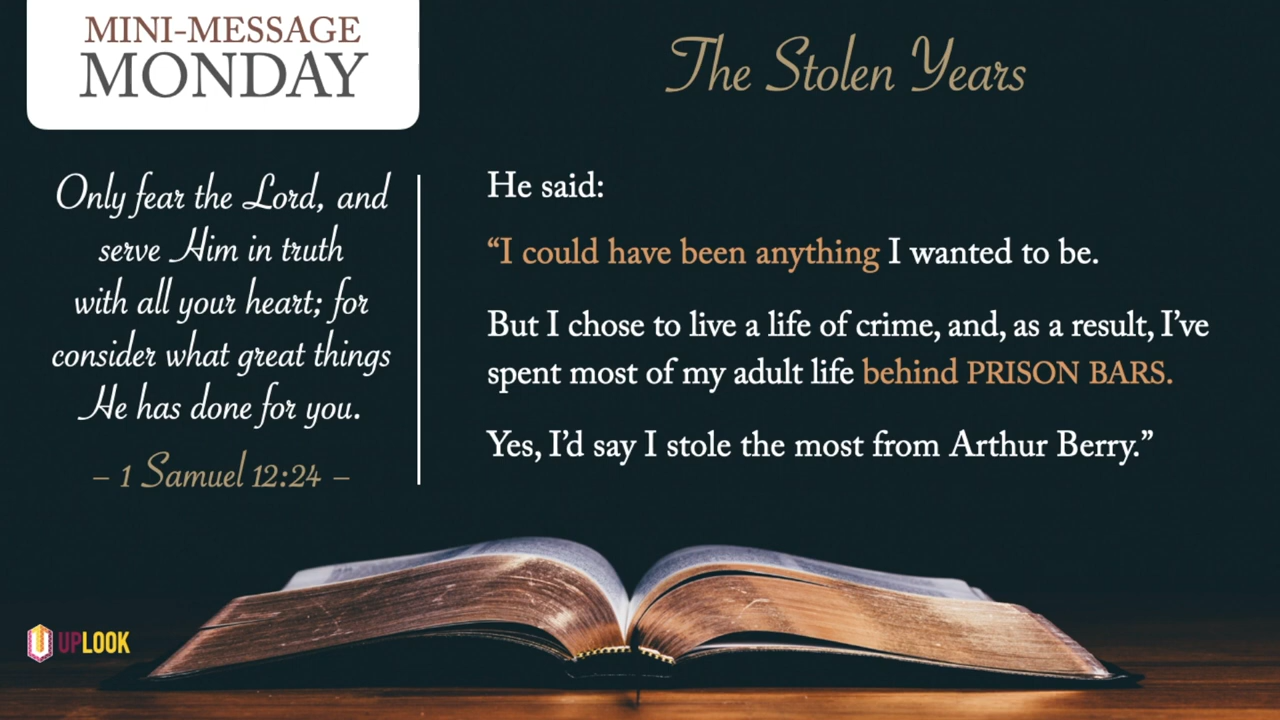 MINI-MESSAGE
MONDAY
The Stolen Years
Only fear the Lord, and
serve Him in truth
with all your heart; for
consider what great things
He has done for you.
– 1 Samuel 12:24 –
He said:
“I could have been anything I wanted to be.
But I chose to live a life of crime, and, as a result, I’ve
spent most of my adult life behind PRISON BARS.
Yes, I’d say I stole the most from Arthur Berry.”
UPLOOK